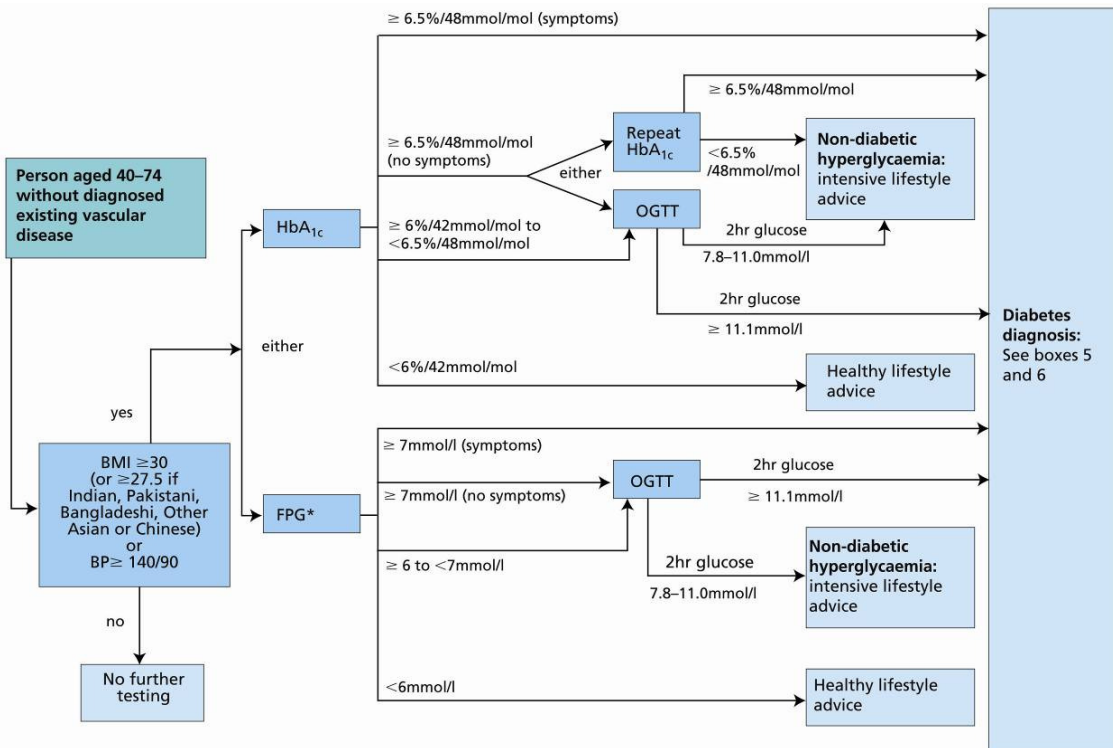 Person aged 40–74
without diagnosed
existing vascular
disease
yes
BMI ≥30
(or ≥27.5 if
Indian, Pakistani,
Bangladeshi, Other
Asian or Chinese)
or
BP≥ 140/90
no
No further
testing
either
HbA1c
≥ 6.5%/48mmol/mol (symptoms)
≥ 6.5%/48mmol/mol
(no symptoms)
either
Repeat
HbA1c
≥ 6.5%/48mmol/mol
<6.5%
/48mmol/mol
Non-diabetic
hyperglycaemia:
intensive lifestyle
advice
≥ 6%/42mmol/mol to
<6.5%/48mmol/mol
OGTT
2hr glucose
7.8–11.0mmol/l
2hr glucose
≥ 11.1mmol/l
<6%/42mmol/mol
Healthy lifestyle
advice
FPG*
≥ 7mmol/l (symptoms)
≥ 7mmol/l (no symptoms)
OGTT
2hr glucose
≥ 11.1mmol/l
≥ 6 to <7mmol/l
2hr glucose
7.8–11.0mmol/l
Non-diabetic
hyperglycaemia:
intensive lifestyle
advice
<6mmol/l
Healthy lifestyle
advice
Diabetes
diagnosis:
See boxes 5
and 6